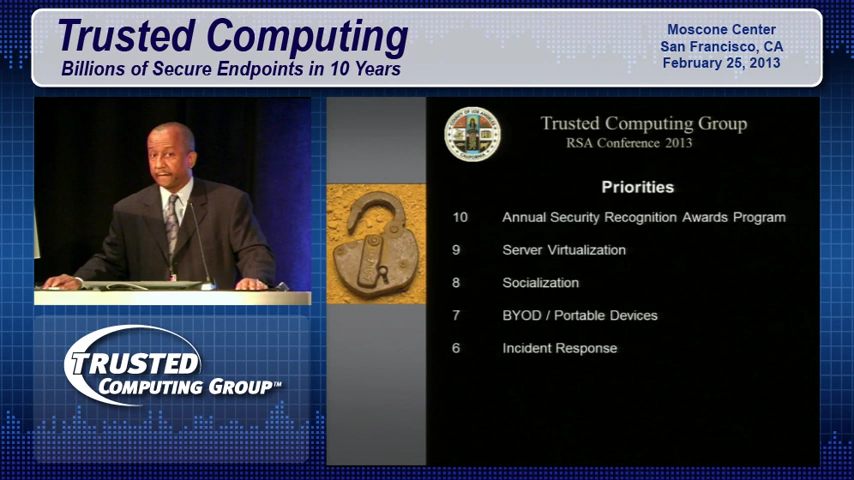 Trusted Computing
Billions of Secure Endpoints in 10 Years
Moscone Center
San Francisco, CA
February 25, 2013
Trusted Computing Group
RSA Conference 2013
Priorities
10 Annual Security Recognition Awards Program
9 Server Virtualization
8 Socialization
7 BYOD / Portable Devices
6 Incident Response
TRUSTED
COMPUTING GROUP™